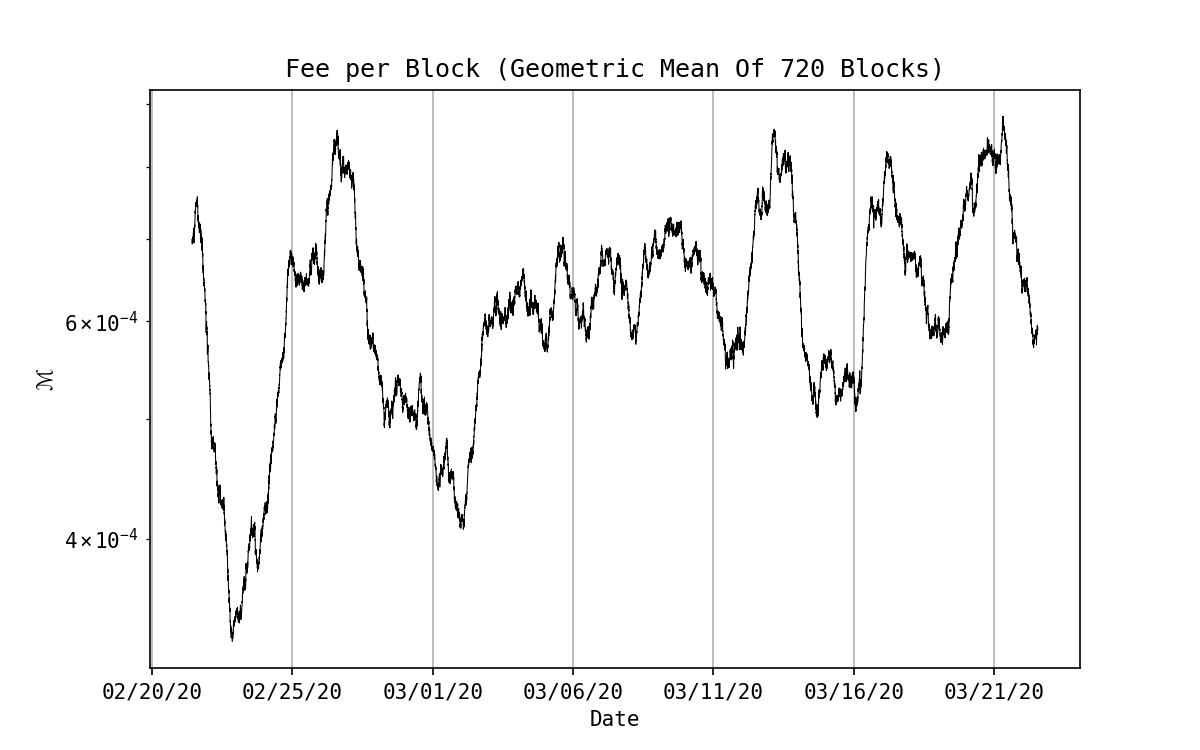 Fee per Block (Geometric Mean Of 720 Blocks)
6×10⁻⁴
ℳ
4×10⁻⁴
02/20/20 02/25/20 03/01/20 03/06/20 03/11/20 03/16/20 03/21/20
Date